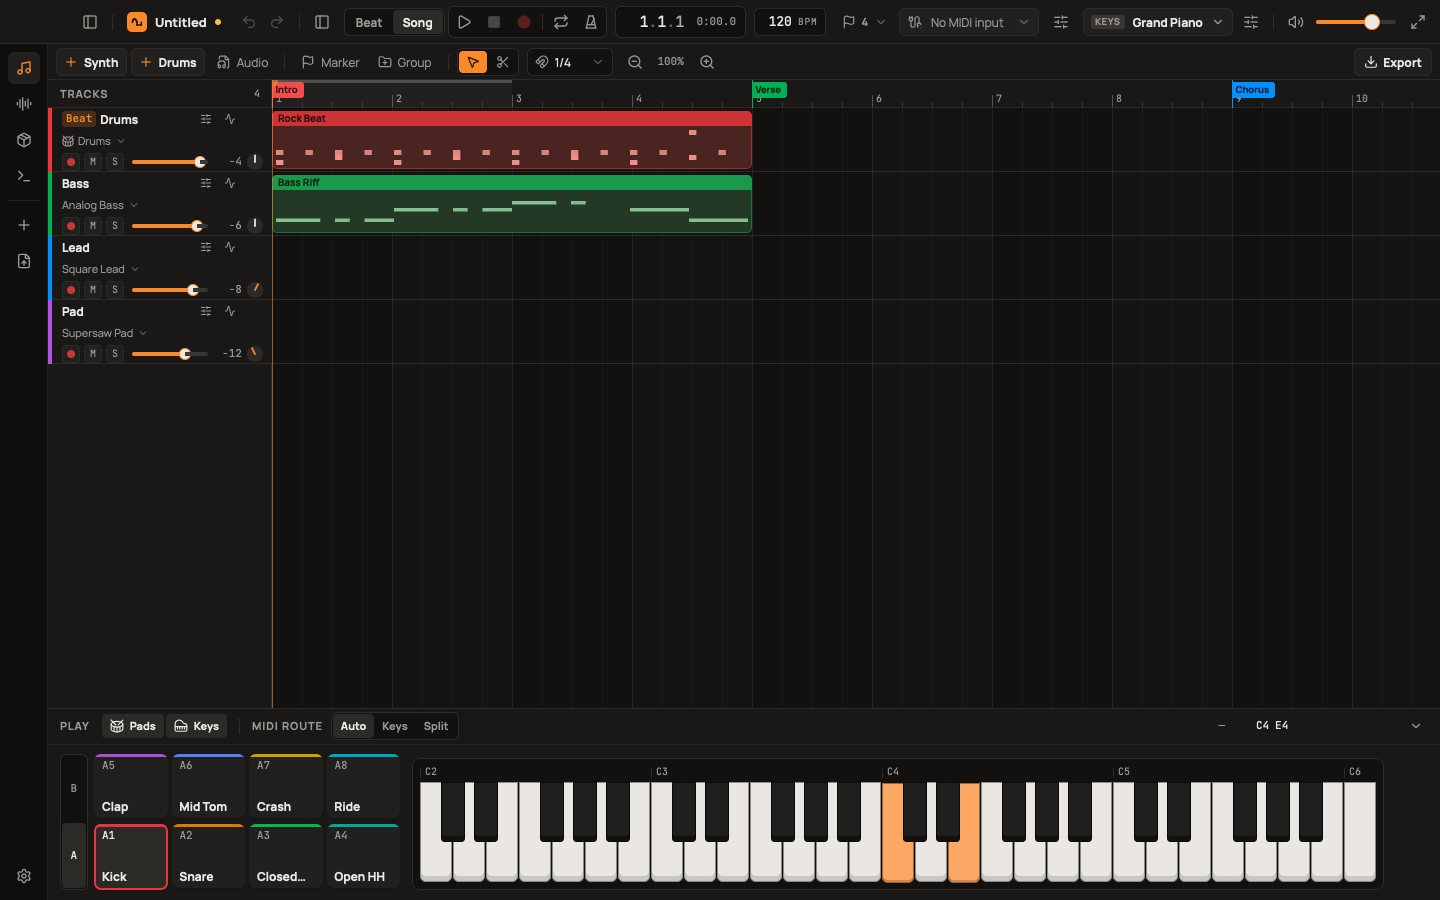 Untitled
Beat Song
1.1.1 0:00.0
120 BPM
4
No MIDI input
KEYS Grand Piano
Synth Drums Audio Marker Group
1/4
100%
Export
TRACKS 4
Intro Verse Chorus
1 2 3 4 5 6 7 8 9 10
Beat Drums
Drums
M S -4
Rock Beat
Bass
Analog Bass
M S -6
Bass Riff
Lead
Square Lead
M S -8
Pad
Supersaw Pad
M S -12
PLAY Pads Keys MIDI ROUTE Auto Keys Split
– C4 E4
B
A
A5 A6 A7 A8
Clap Mid Tom Crash Ride
A1 A2 A3 A4
Kick Snare Closed... Open HH
C2 C3 C4 C5 C6